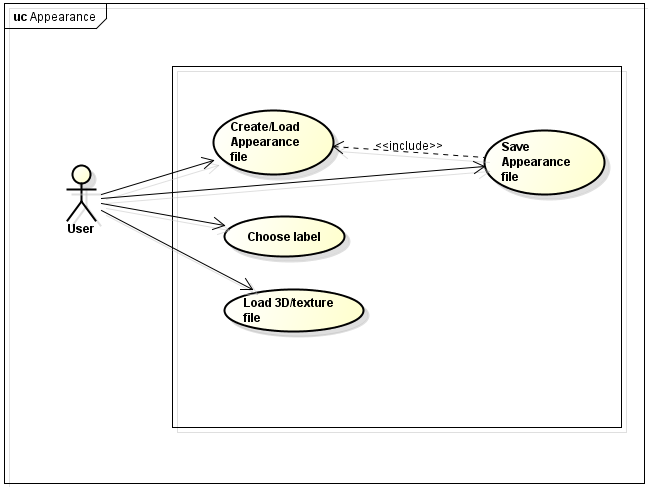 uc Appearance
Create/Load
Appearance
file
<<include>>
Save
Appearance
file
User
Choose label
Load 3D/texture
file